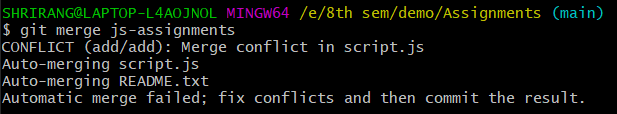 SHRIRANG@LAPTOP-L4AOJNOL MINGW64 /e/8th sem/demo/Assignments (main)
$ git merge js-assignments
CONFLICT (add/add): Merge conflict in script.js
Auto-merging script.js
Auto-merging README.txt
Automatic merge failed; fix conflicts and then commit the result.